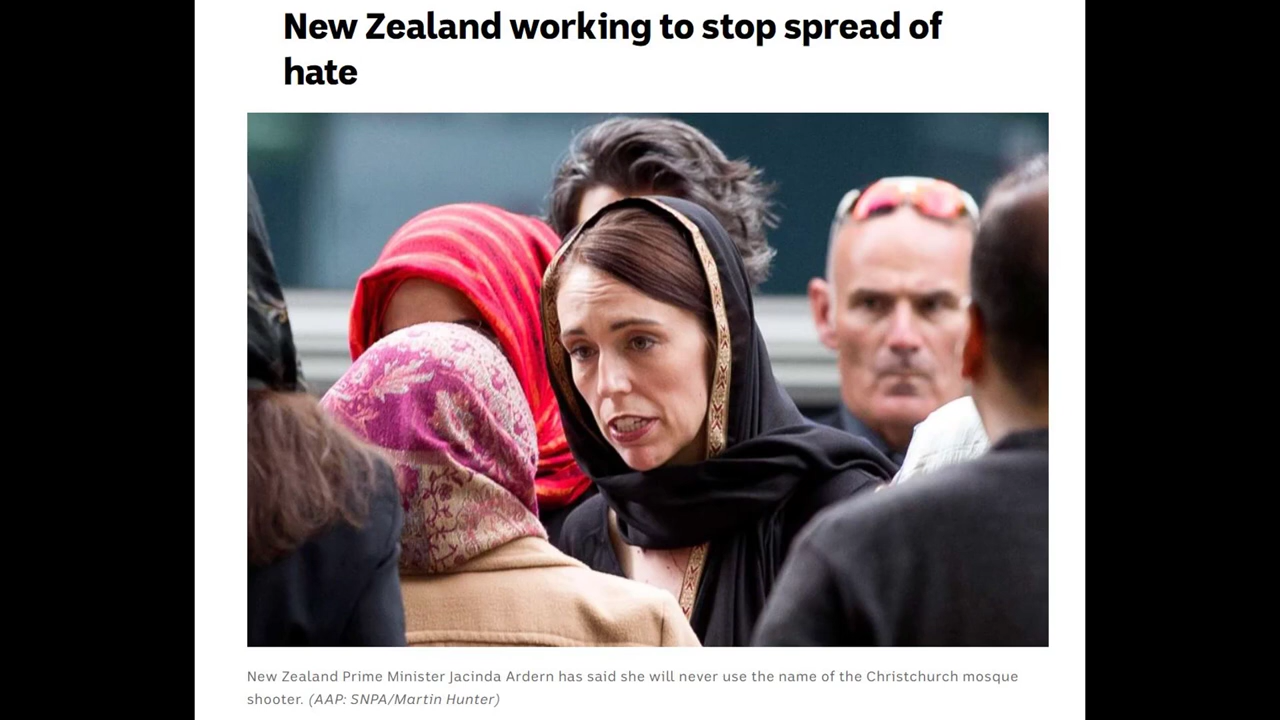 New Zealand working to stop spread of
hate
New Zealand Prime Minister Jacinda Ardern has said she will never use the name of the Christchurch mosque
shooter. (AAP: SNPA/Martin Hunter)